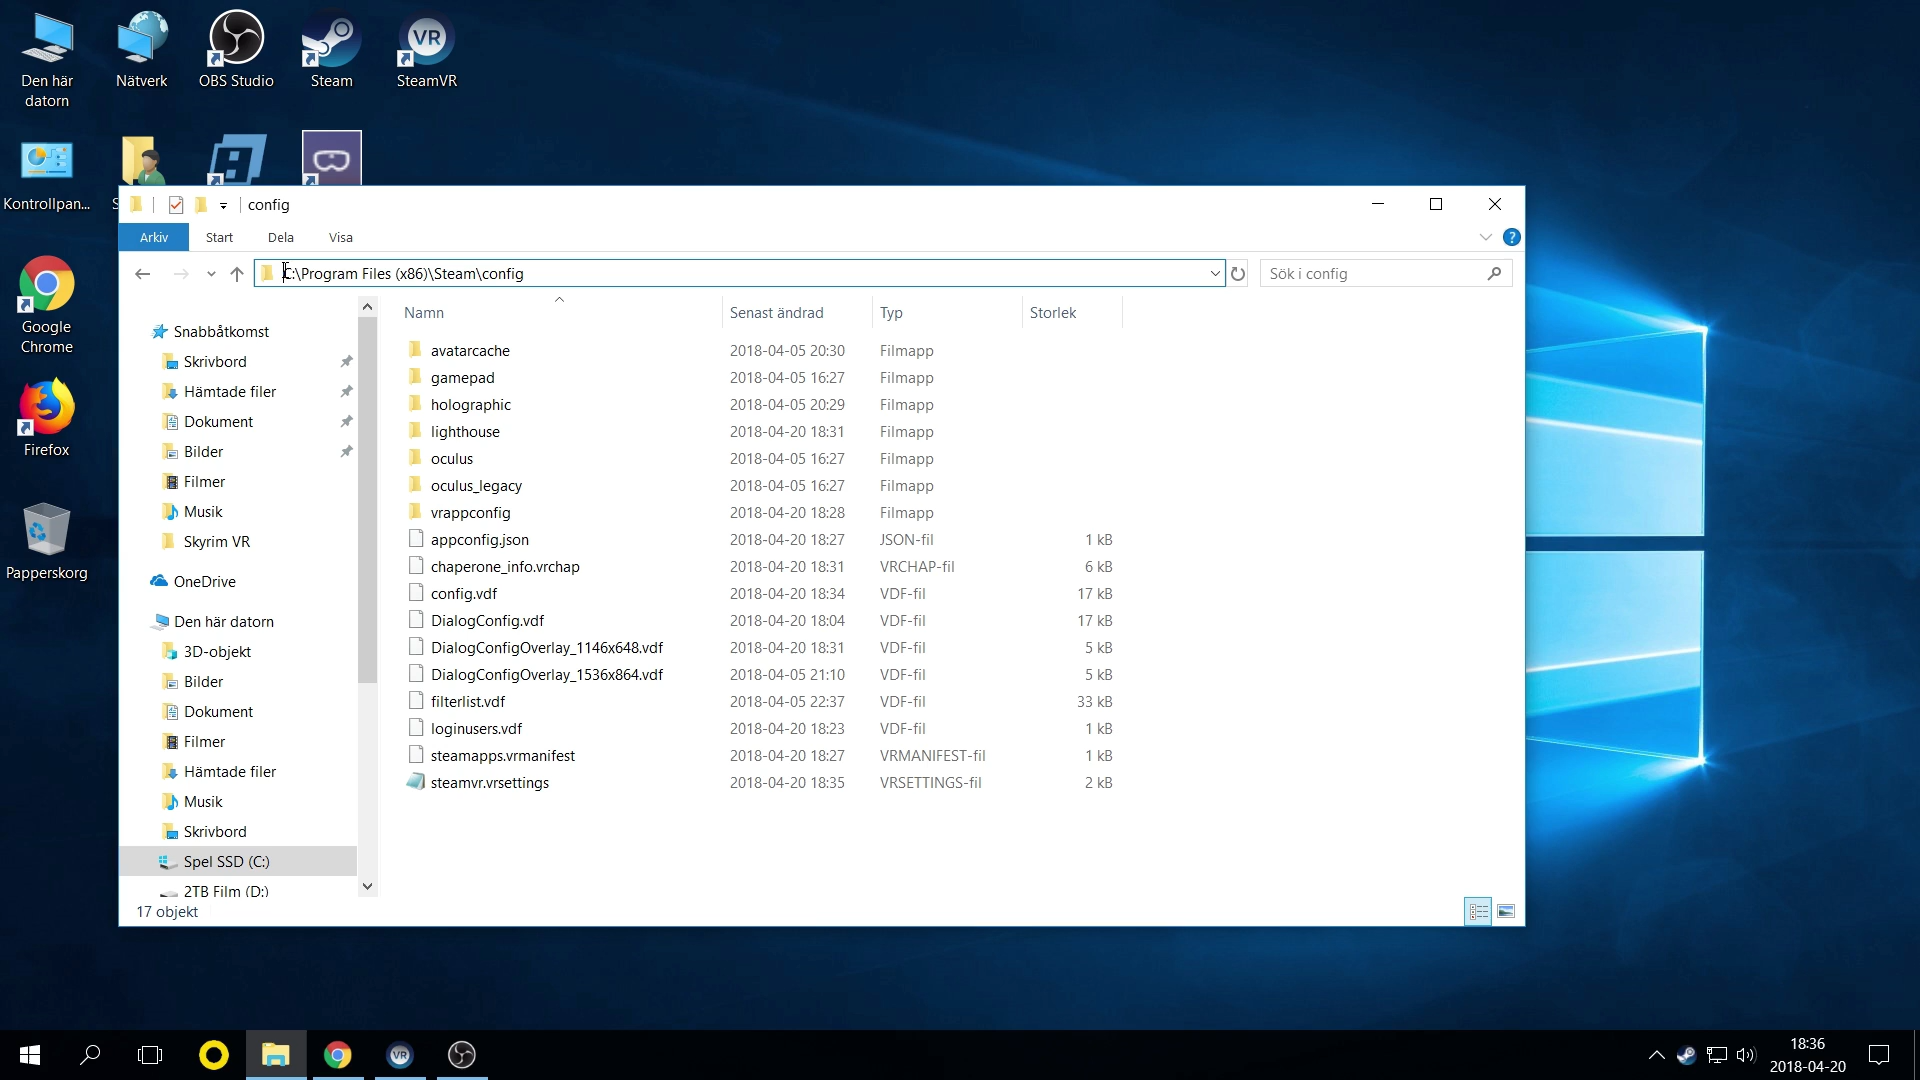 Den här datorn
Nätverk
OBS Studio
Steam
VR
SteamVR
Kontrollpan...
S
Google Chrome
Firefox
Papperskorg
config
Arkiv
Start
Dela
Visa
?
C:\Program Files (x86)\Steam\config
Sök i config
Snabbåtkomst
Skrivbord
Hämtade filer
Dokument
Bilder
Filmer
Musik
Skyrim VR
OneDrive
Den här datorn
3D-objekt
Bilder
Dokument
Filmer
Hämtade filer
Musik
Skrivbord
Spel SSD (C:)
2TB Film (D:)
Namn Senast ändrad Typ Storlek
avatarcache 2018-04-05 20:30 Filmapp
gamepad 2018-04-05 16:27 Filmapp
holographic 2018-04-05 20:29 Filmapp
lighthouse 2018-04-20 18:31 Filmapp
oculus 2018-04-05 16:27 Filmapp
oculus_legacy 2018-04-05 16:27 Filmapp
vrappconfig 2018-04-20 18:28 Filmapp
appconfig.json 2018-04-20 18:27 JSON-fil 1 kB
chaperone_info.vrchap 2018-04-20 18:31 VRCHAP-fil 6 kB
config.vdf 2018-04-20 18:34 VDF-fil 17 kB
DialogConfig.vdf 2018-04-20 18:04 VDF-fil 17 kB
DialogConfigOverlay_1146x648.vdf 2018-04-20 18:31 VDF-fil 5 kB
DialogConfigOverlay_1536x864.vdf 2018-04-05 21:10 VDF-fil 5 kB
filterlist.vdf 2018-04-05 22:37 VDF-fil 33 kB
loginusers.vdf 2018-04-20 18:23 VDF-fil 1 kB
steamapps.vrmanifest 2018-04-20 18:27 VRMANIFEST-fil 1 kB
steamvr.vrsettings 2018-04-20 18:35 VRSETTINGS-fil 2 kB
17 objekt
VR
18:36
2018-04-20